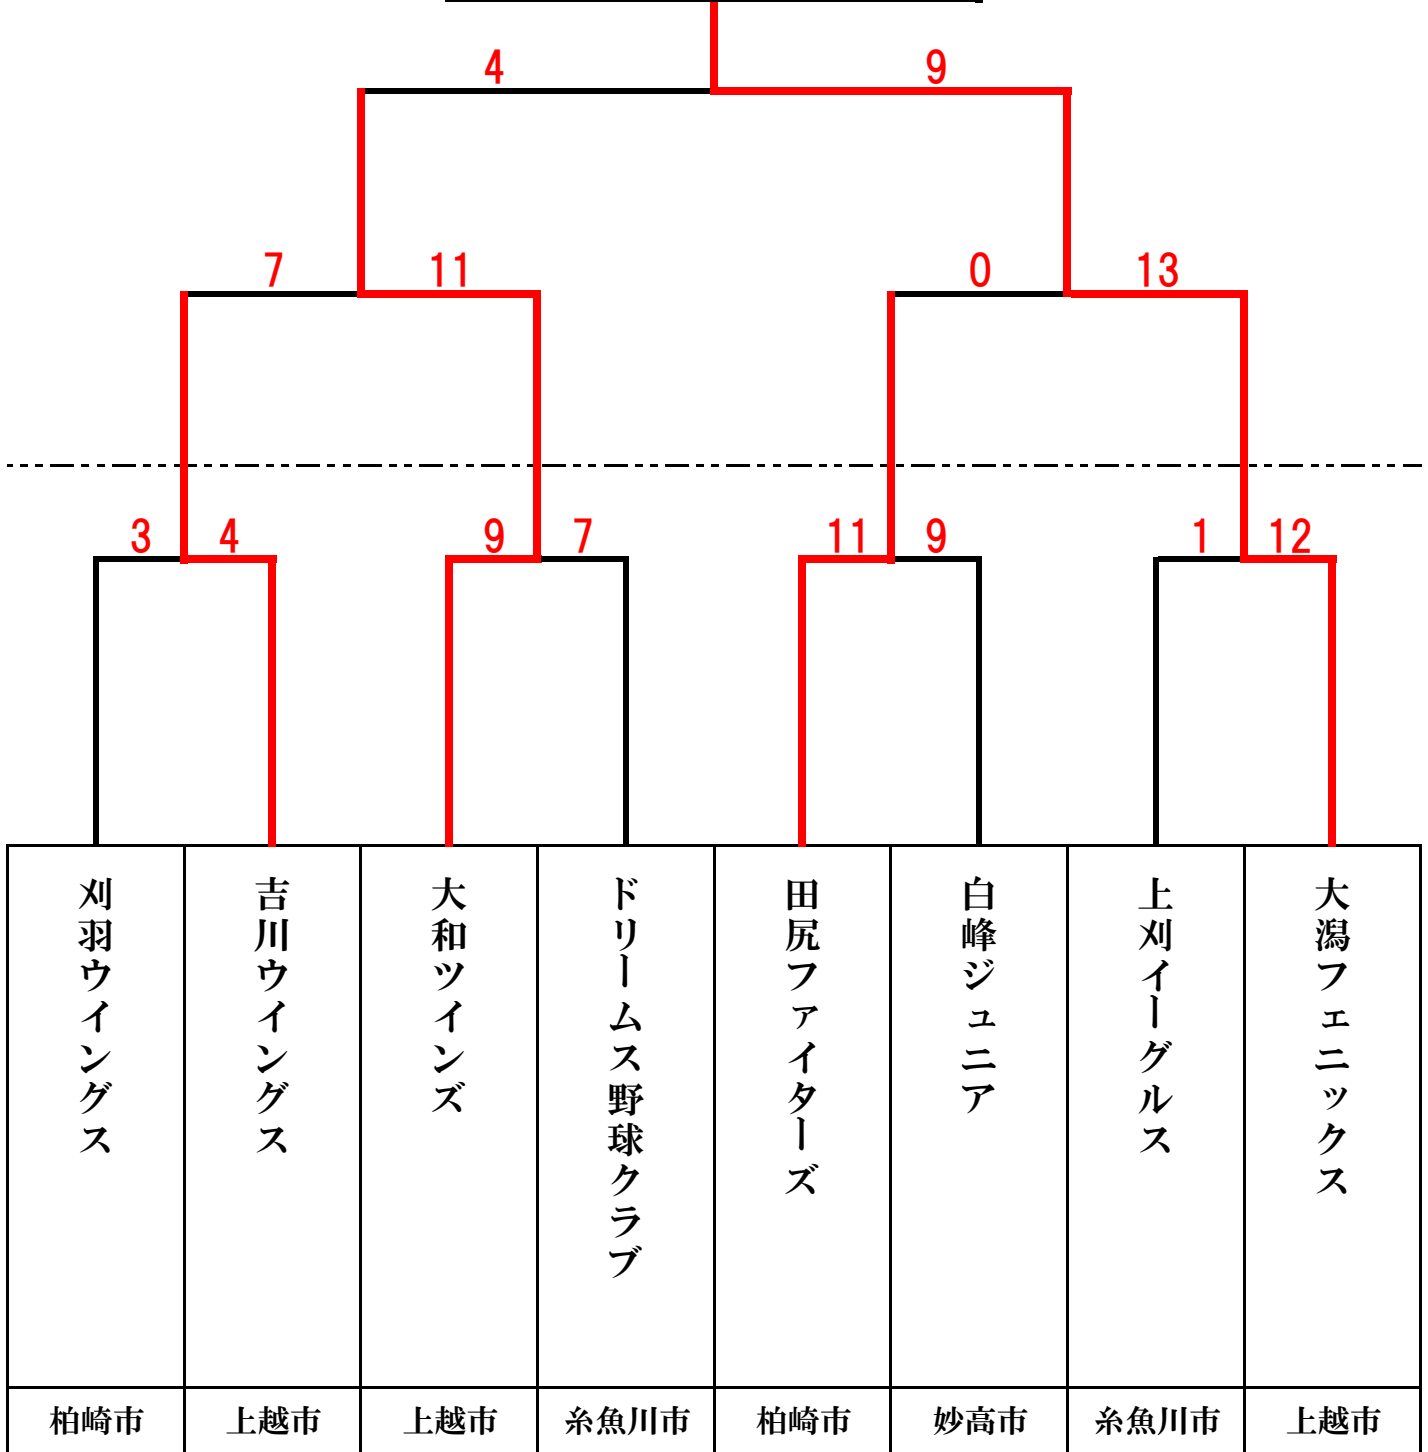 4 9
7 11 0 13
3 4 9 7 11 9 1 12
刈羽ウイングス
吉川ウイングス
大和ツインズ
ドリームス野球クラブ
田尻ファイターズ
白峰ジュニア
上刈イーグルス
大潟フェニックス
柏崎市 上越市 上越市 糸魚川市 柏崎市 妙高市 糸魚川市 上越市